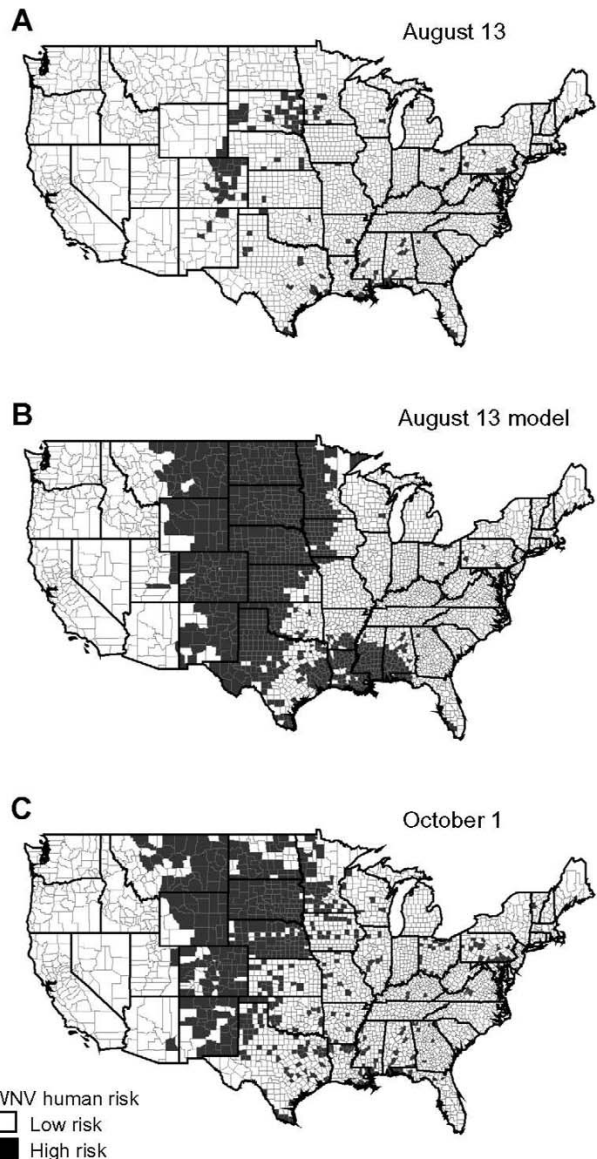 A
August 13
B
August 13 model
C
October 1
WNV human risk
Low risk
High risk